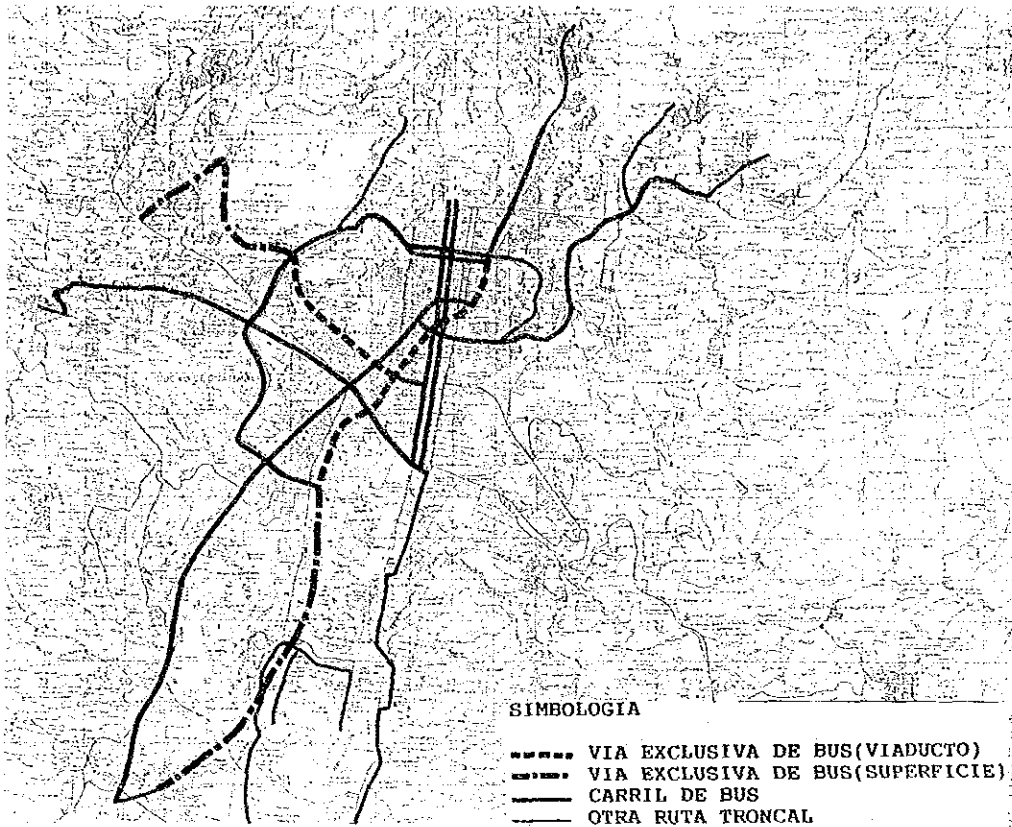 SIMBOLOGIA
VIA EXCLUSIVA DE BUS(VIADUCTO)
VIA EXCLUSIVA DE BUS(SUPERFICIE)
CARRIL DE BUS
OTRA RUTA TRONCAL